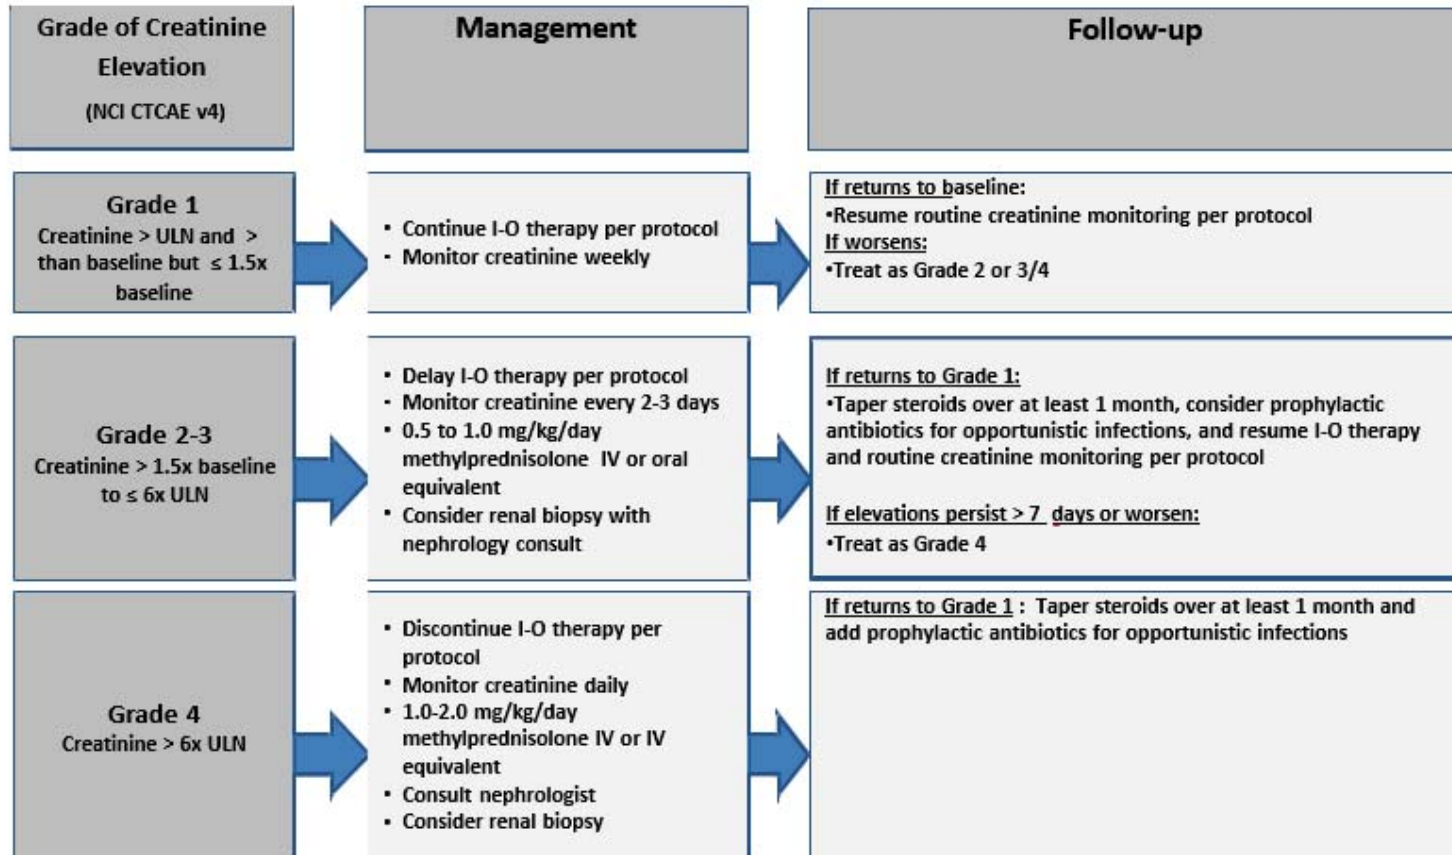 Grade of Creatinine
Elevation
(NCI CTCAE v4)
Management
Follow-up
Grade 1
Creatinine > ULN and >
than baseline but ≤ 1.5x
baseline
• Continue I-O therapy per protocol
• Monitor creatinine weekly
If returns to baseline:
•Resume routine creatinine monitoring per protocol
If worsens:
•Treat as Grade 2 or 3/4
Grade 2-3
Creatinine > 1.5x baseline
to ≤ 6x ULN
• Delay I-O therapy per protocol
• Monitor creatinine every 2-3 days
• 0.5 to 1.0 mg/kg/day
methylprednisolone IV or oral
equivalent
• Consider renal biopsy with
nephrology consult
If returns to Grade 1:
•Taper steroids over at least 1 month, consider prophylactic
antibiotics for opportunistic infections, and resume I-O therapy
and routine creatinine monitoring per protocol
If elevations persist > 7 days or worsen:
•Treat as Grade 4
Grade 4
Creatinine > 6x ULN
• Discontinue I-O therapy per
protocol
• Monitor creatinine daily
• 1.0-2.0 mg/kg/day
methylprednisolone IV or IV
equivalent
• Consult nephrologist
• Consider renal biopsy
If returns to Grade 1 : Taper steroids over at least 1 month and
add prophylactic antibiotics for opportunistic infections